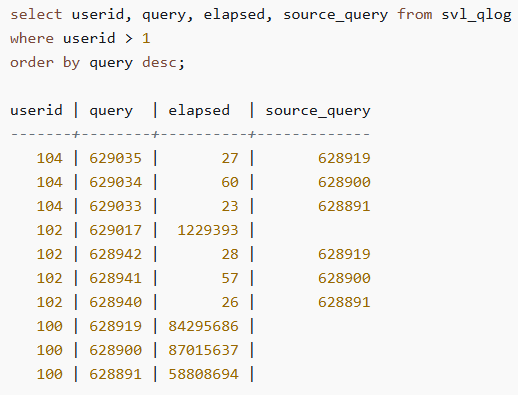 select userid, query, elapsed, source_query from svl_qlog
where userid > 1
order by query desc;
userid | query  | elapsed  | source_query
-------+--------+----------+-------------
   104 | 629035 |       27 |       628919
   104 | 629034 |       60 |       628900
   104 | 629033 |       23 |       628891
   102 | 629017 |  1229393 |
   102 | 628942 |       28 |       628919
   102 | 628941 |       57 |       628900
   102 | 628940 |       26 |       628891
   100 | 628919 | 84295686 |
   100 | 628900 | 87015637 |
   100 | 628891 | 58808694 |